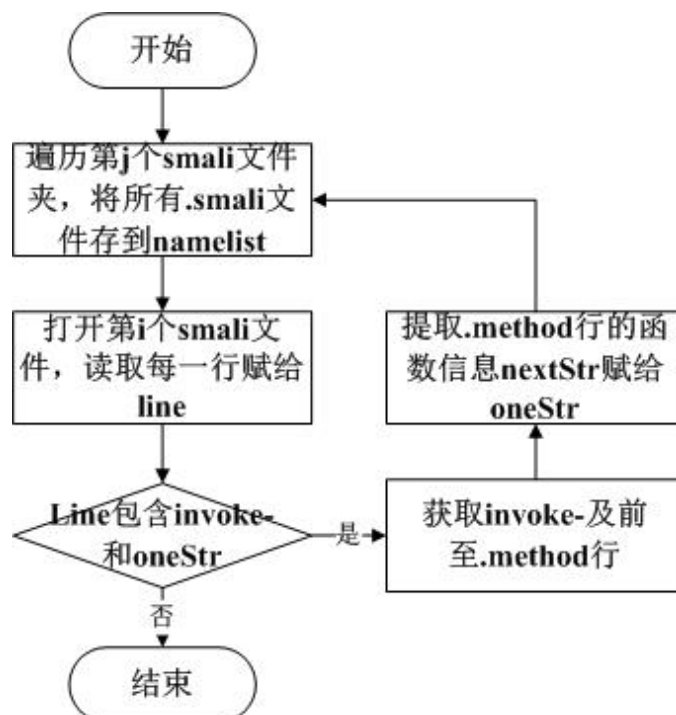 开始
遍历第j个smali文件
夹，将所有.smali文
件存到namelist
打开第i个smali文
件，读取每一行赋给
line
Line包含invoke-
和oneStr
是
否
结束
获取invoke-及前
至.method行
提取.method行的函
数信息nextStr赋给
oneStr